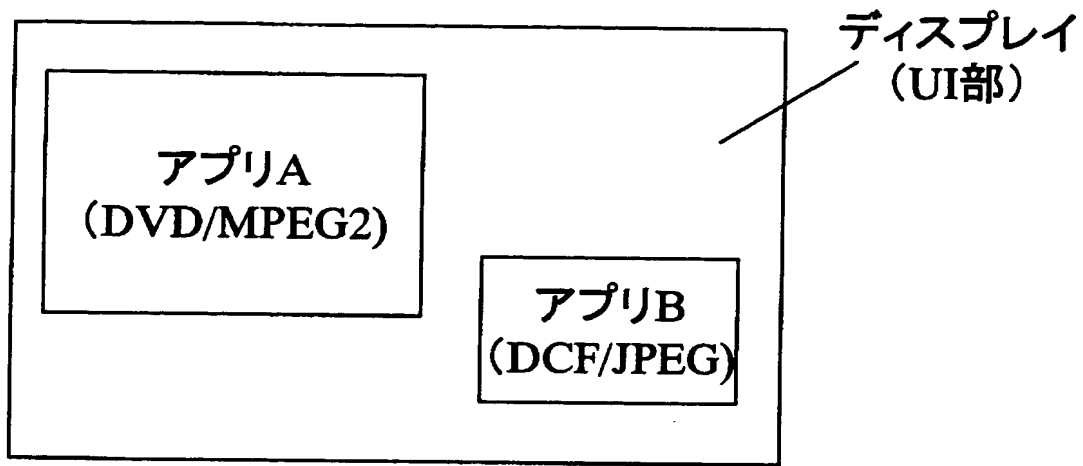 ディスプレイ
（UI部）
アプリA
（DVD/MPEG2)
アプリB
（DCF/JPEG)